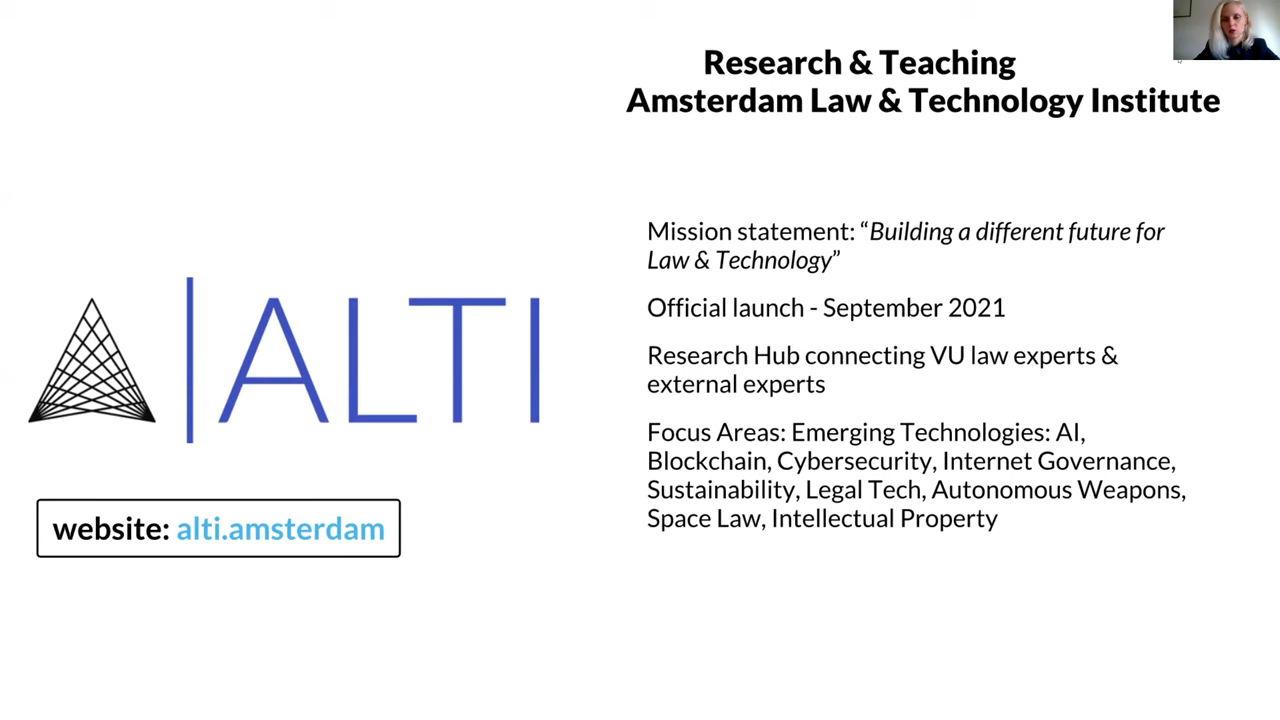 Research & Teaching
Amsterdam Law & Technology Institute
Mission statement: “Building a different future for
Law & Technology”
Official launch - September 2021
Research Hub connecting VU law experts &
external experts
Focus Areas: Emerging Technologies: AI,
Blockchain, Cybersecurity, Internet Governance,
Sustainability, Legal Tech, Autonomous Weapons,
Space Law, Intellectual Property
ALTI
website: alti.amsterdam